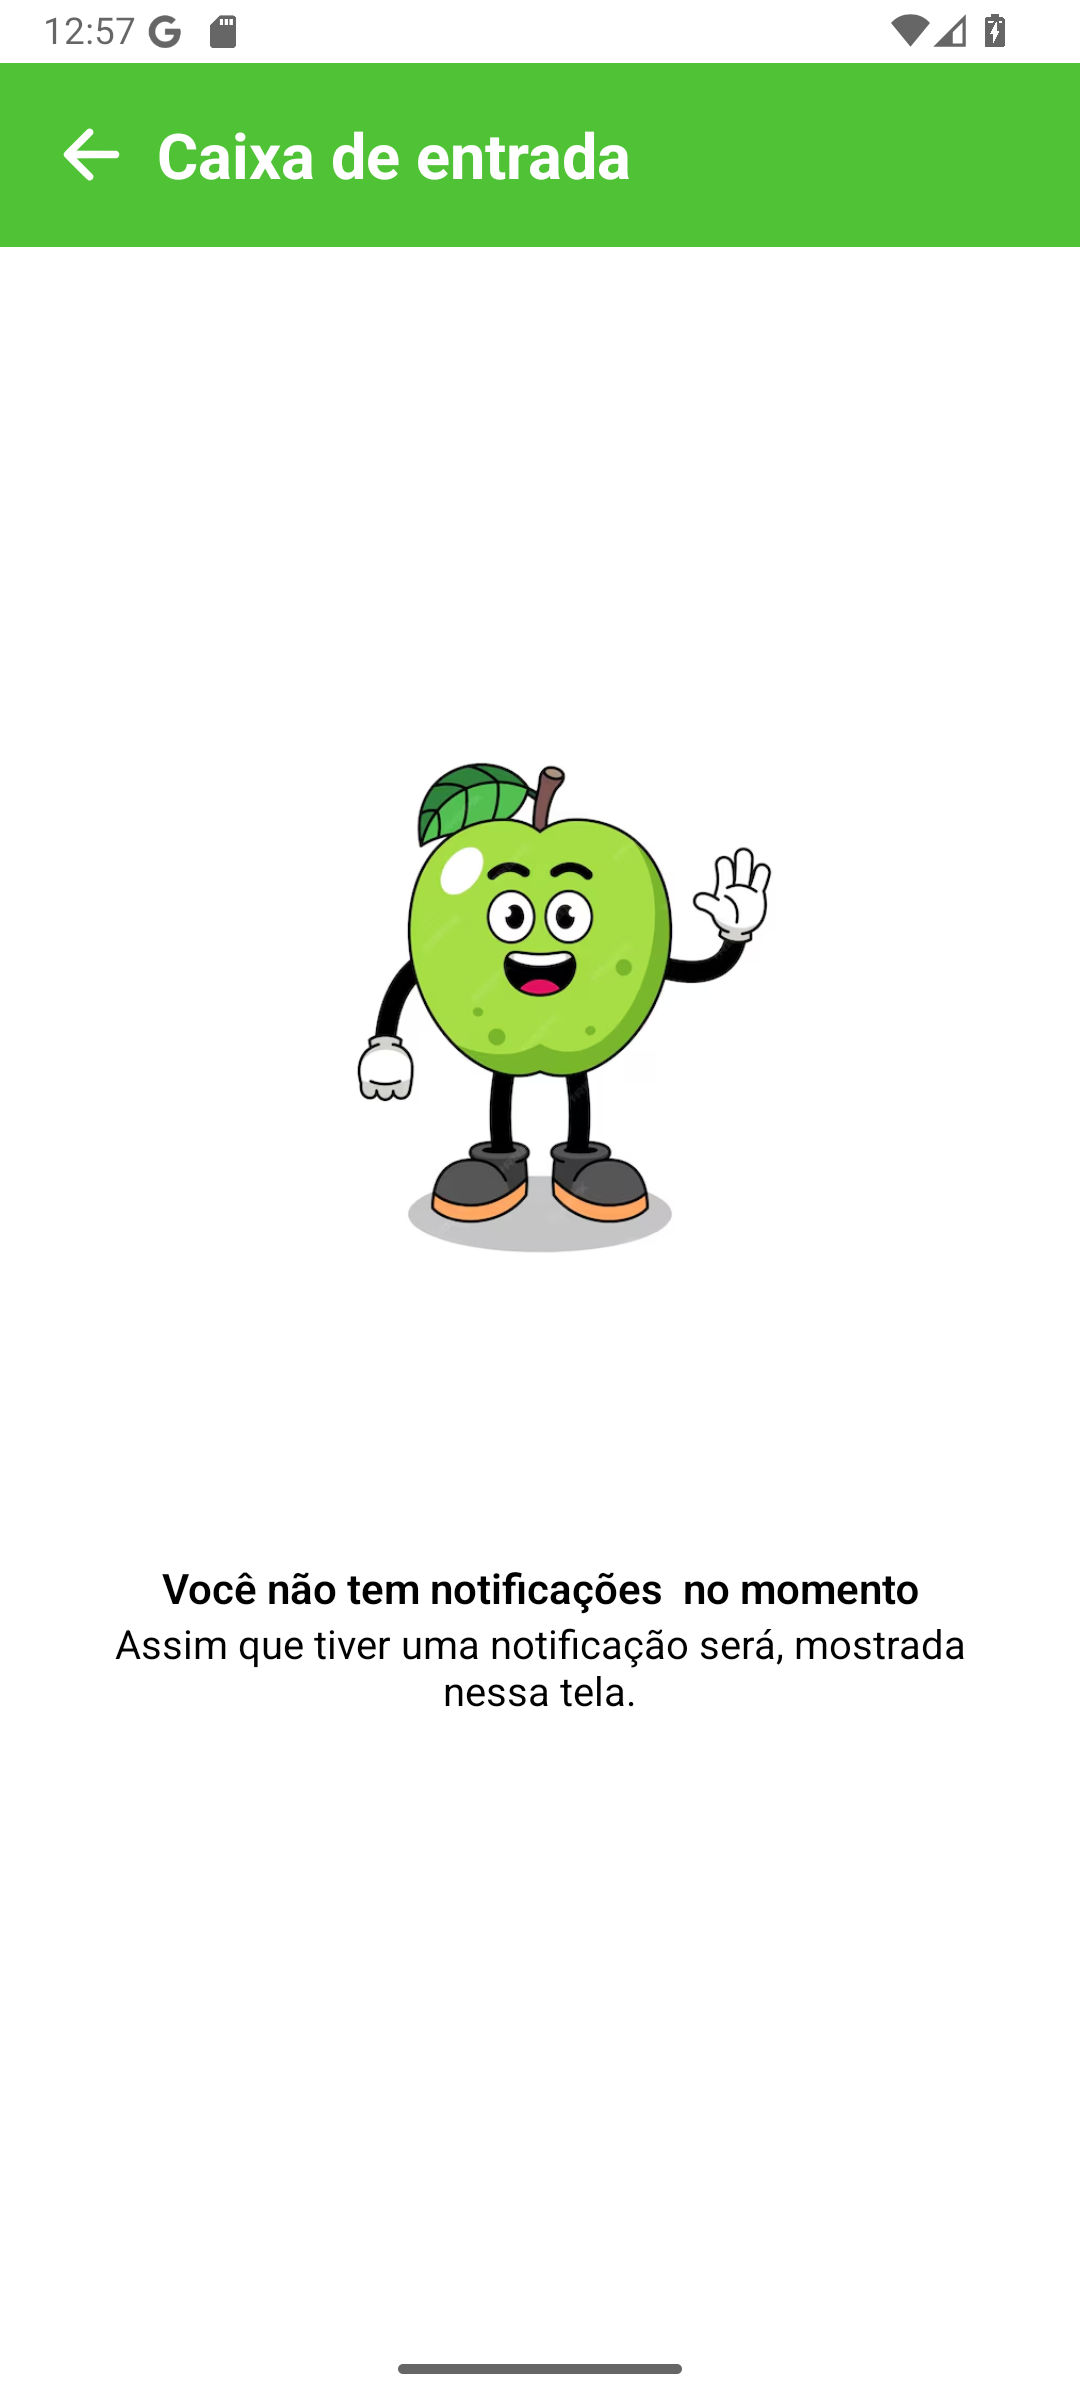 12:57
Caixa de entrada
Você não tem notificações  no momento
Assim que tiver uma notificação será, mostrada
nessa tela.